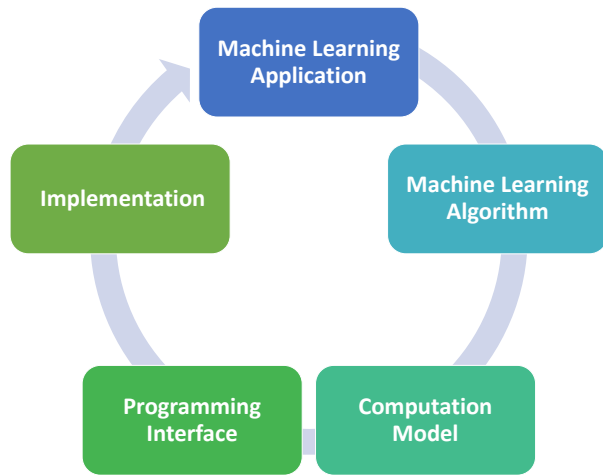 Machine Learning
Application
Machine Learning
Algorithm
Computation
Model
Programming
Interface
Implementation